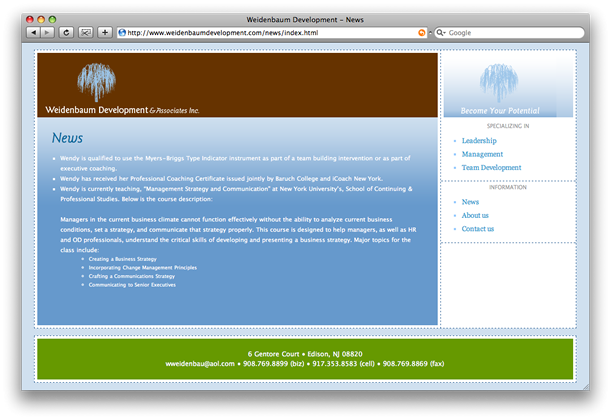 Weidenbaum Development – News
http://www.weidenbaumdevelopment.com/news/index.html
Google
Weidenbaum Development & Associates Inc.
Become Your Potential
News
• Wendy is qualified to use the Myers-Briggs Type Indicator instrument as part of a team building intervention or as part of
executive coaching.
• Wendy has received her Professional Coaching Certificate issued jointly by Baruch College and iCoach New York.
• Wendy is currently teaching, "Management Strategy and Communication" at New York University's, School of Continuing &
Professional Studies. Below is the course description:
Managers in the current business climate cannot function effectively without the ability to analyze current business
conditions, set a strategy, and communicate that strategy properly. This course is designed to help managers, as well as HR
and OD professionals, understand the critical skills of developing and presenting a business strategy. Major topics for the
class include:
• Creating a Business Strategy
• Incorporating Change Management Principles
• Crafting a Communications Strategy
• Communicating to Senior Executives
SPECIALIZING IN
• Leadership
• Management
• Team Development
INFORMATION
• News
• About us
• Contact us
6 Gentore Court • Edison, NJ 08820
wweidenbau@aol.com • 908.769.8899 (biz) • 917.353.8583 (cell) • 908.769.8869 (fax)